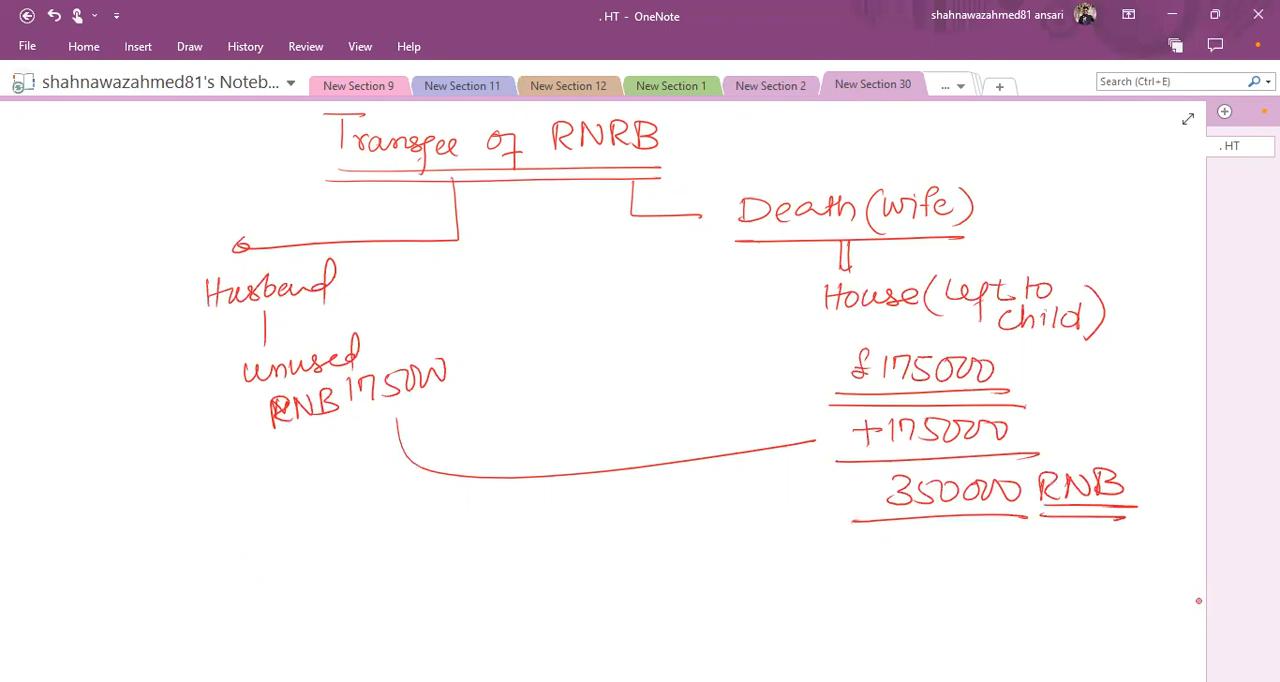 . HT - OneNote
shahnawazahmed81 ansari
File Home Insert Draw History Review View Help
shahnawazahmed81's Noteb...
New Section 9 New Section 11 New Section 12 New Section 1 New Section 2 New Section 30 ... +
Search (Ctrl+E)
. HT
Transfee of RNRB
Death (wife)
House (Left to
child)
£175000
+175000
350000 RNB
Husband
unused
RNB 175000